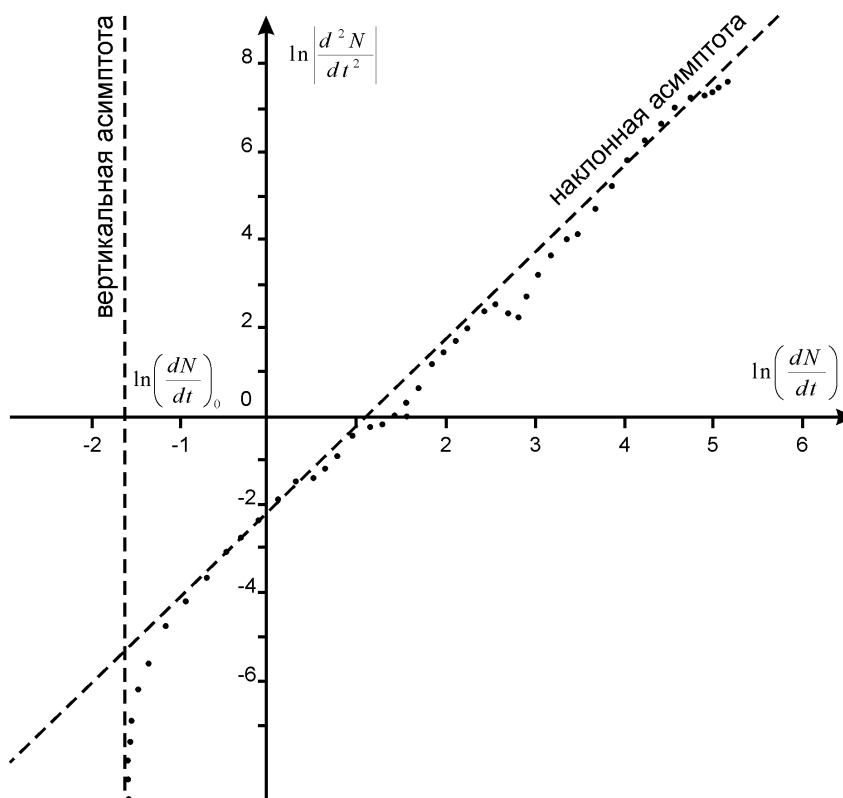 вертикальная асимптота
наклонная асимптота
ln|d²N/dt²|
8
6
4
2
0
ln(dN/dt)₀
ln(dN/dt)
-2 -1 2 3 4 5 6
-2
-4
-6